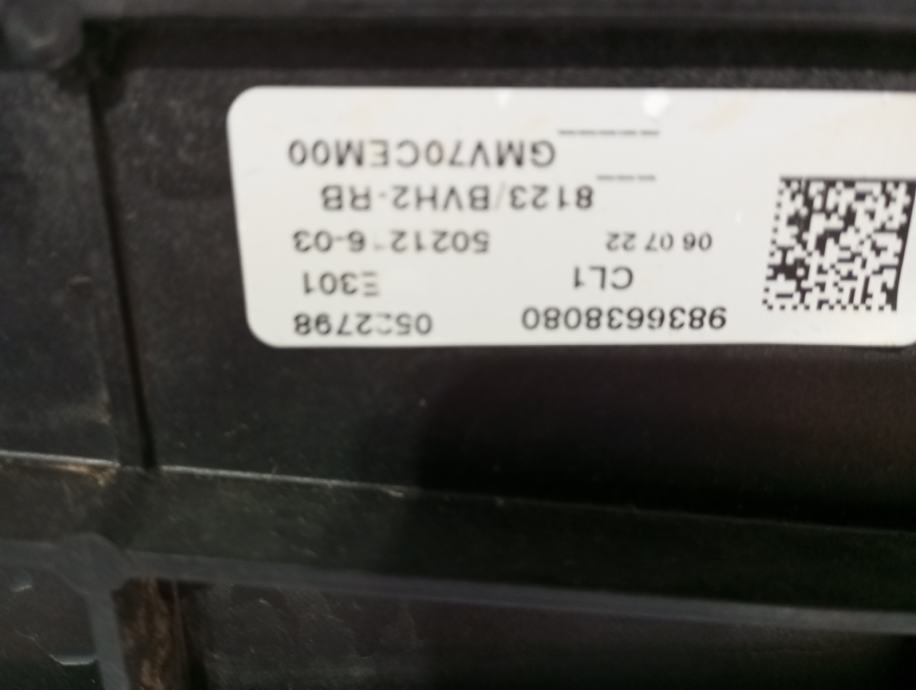 9836638080
CL1 E301
06 07 22
8123/BVH2-RB
GMV70CEM00